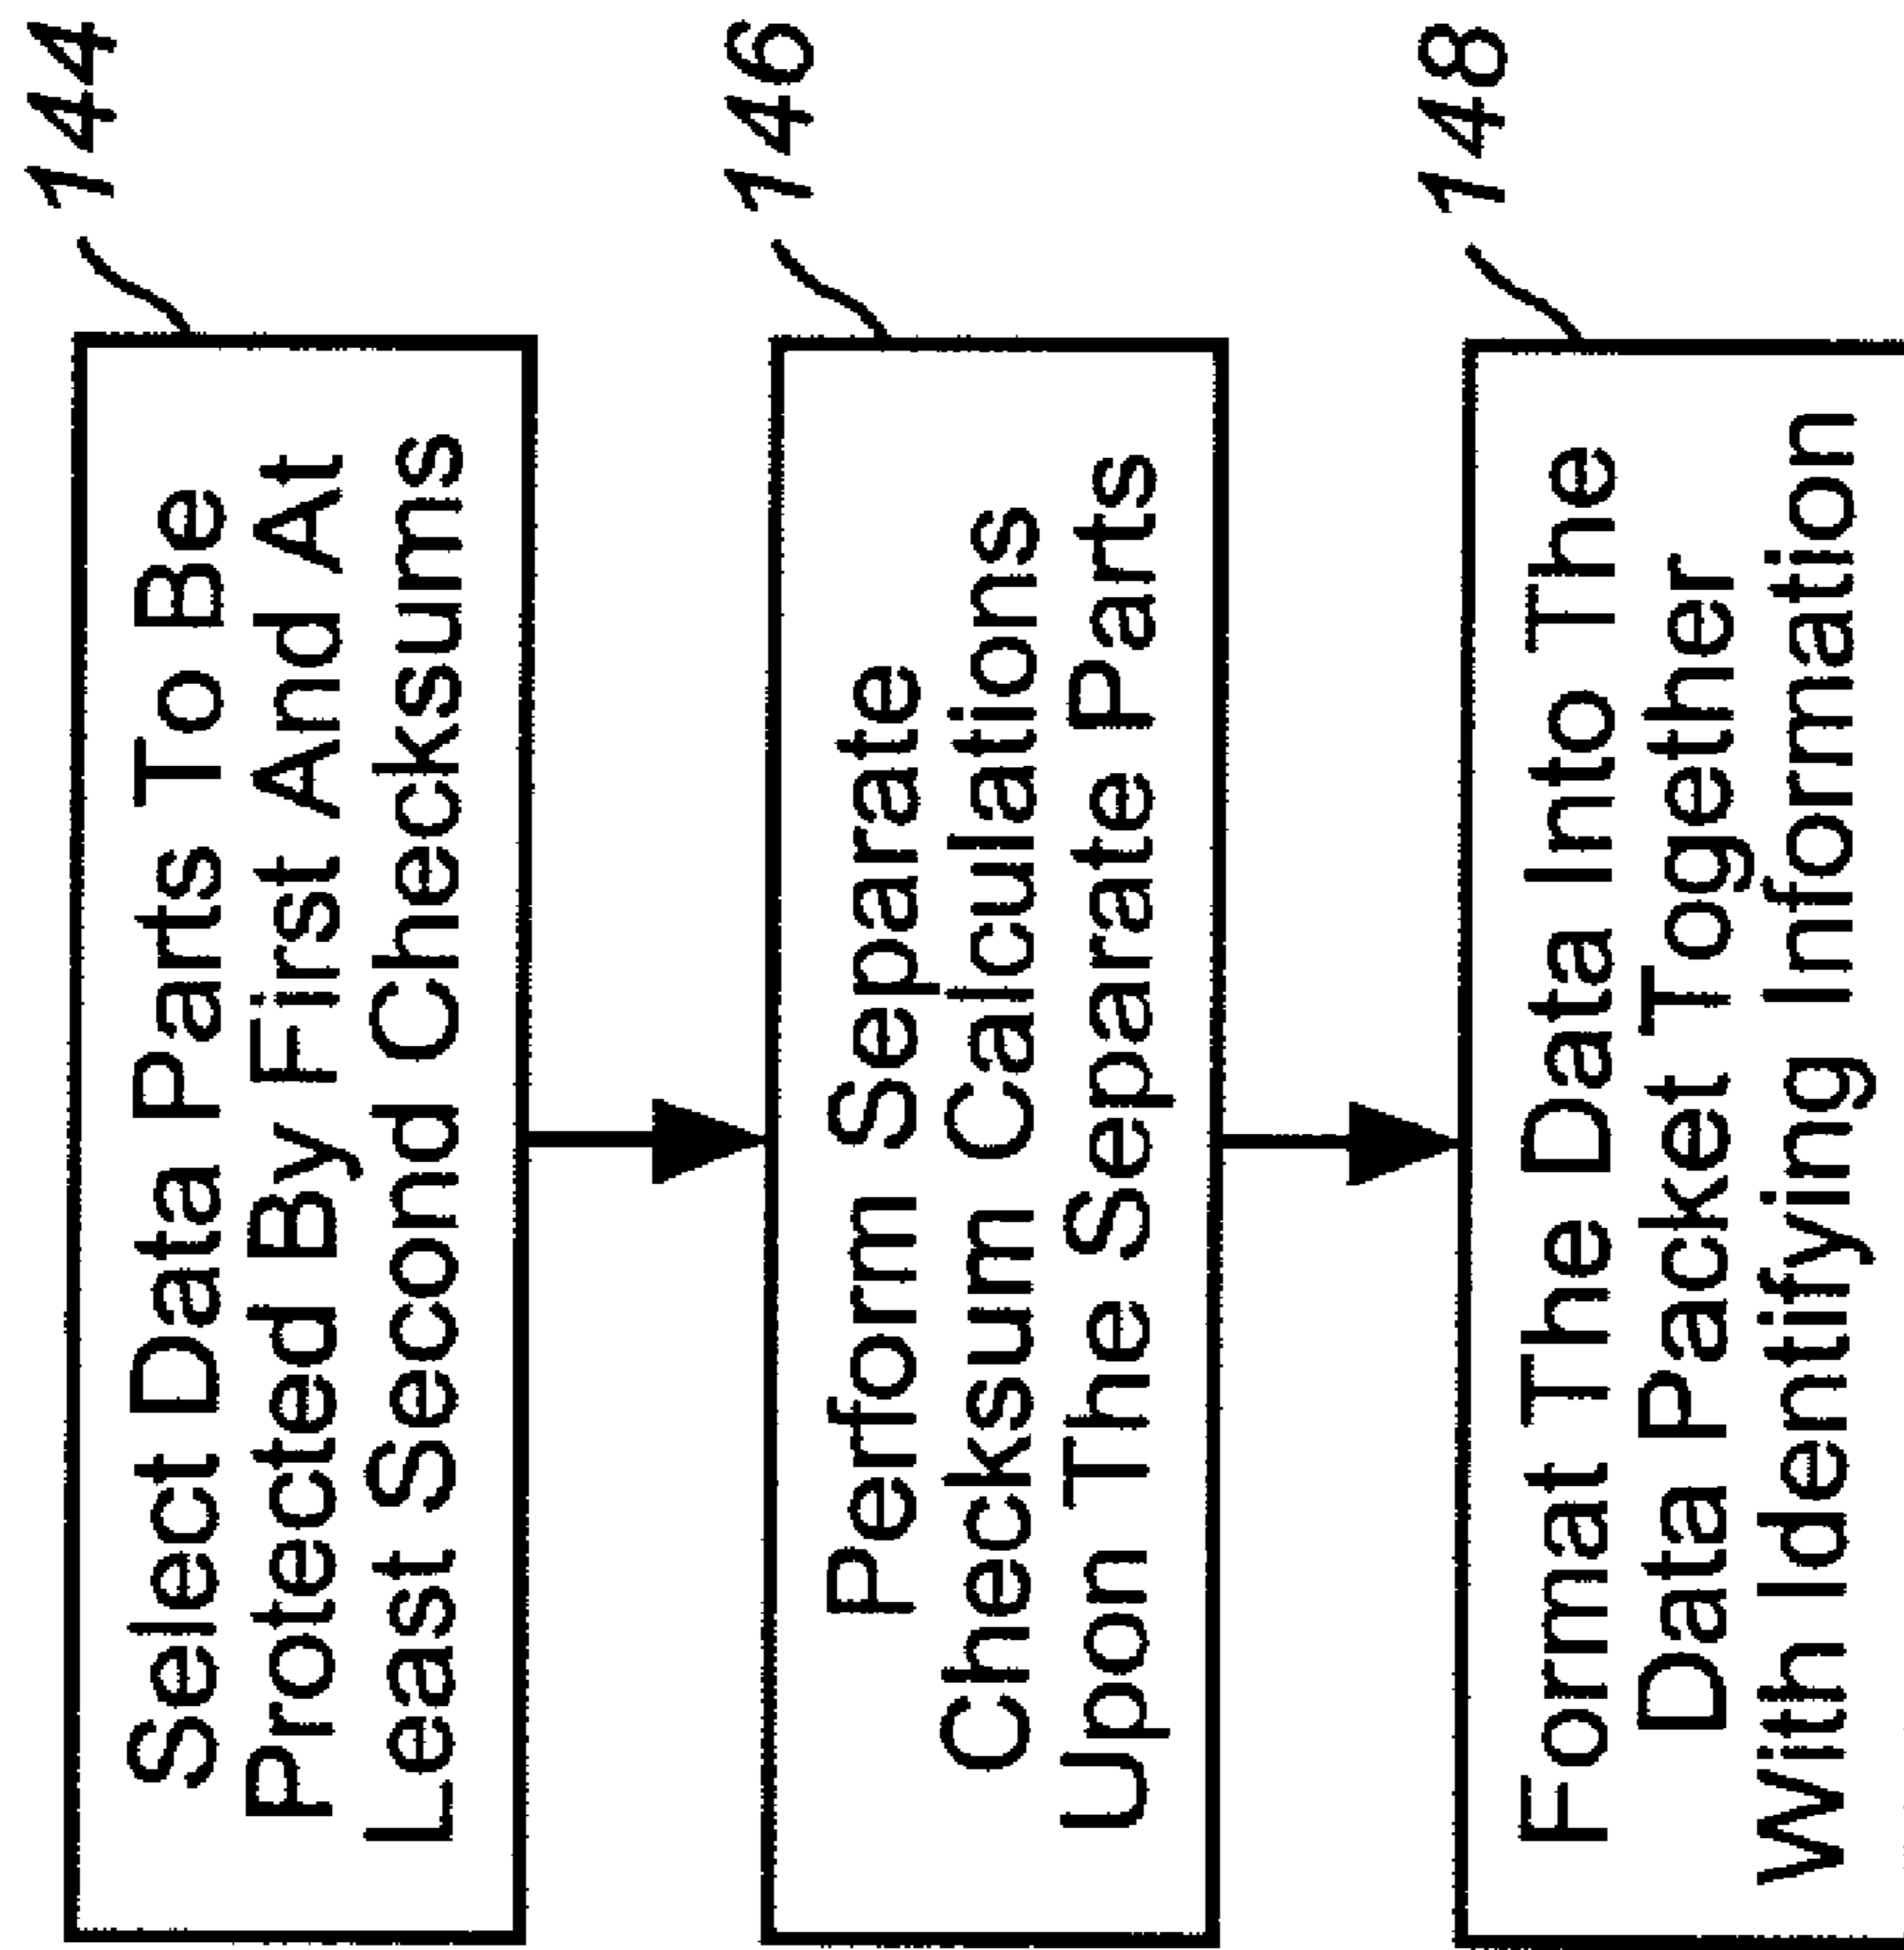 144
Select Data Parts To Be
Protected By First And At
Least Second Checksums
146
Perform Separate
Checksum Calculations
Upon The Separate Parts
148
Format The Data Into The
Data Packet Together
With Identifying Information